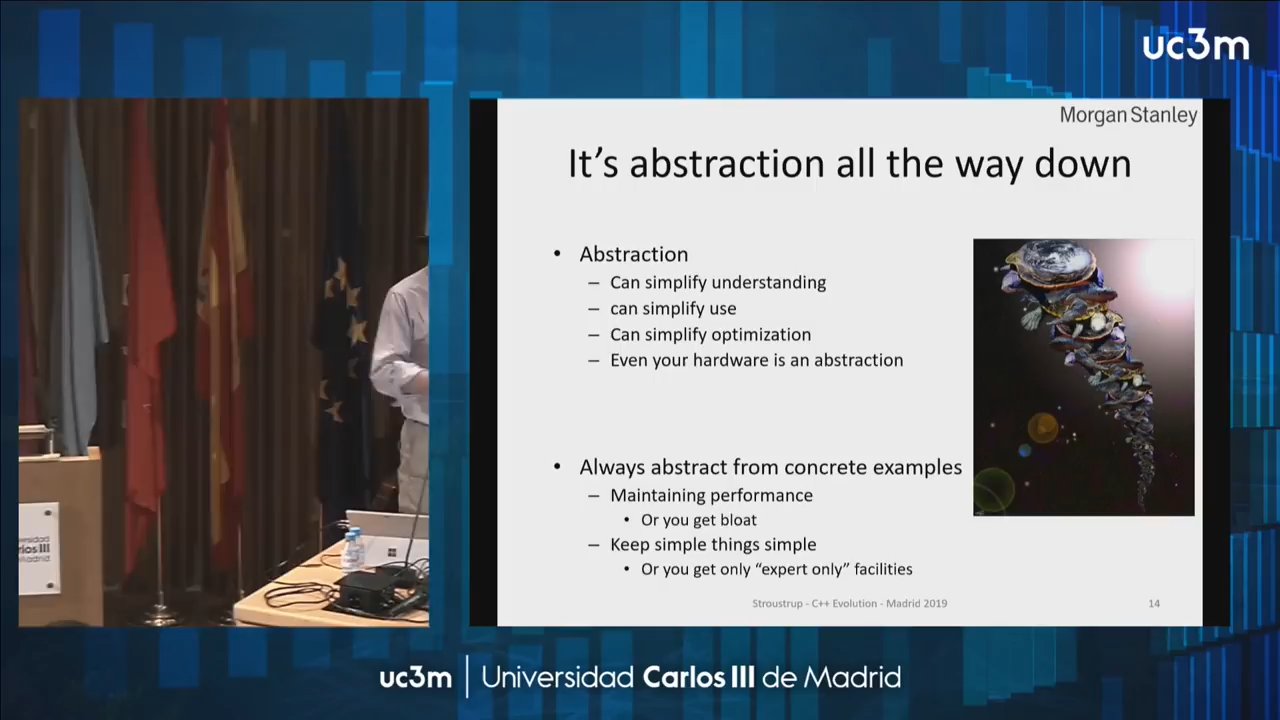 uc3m
Morgan Stanley
It's abstraction all the way down
• Abstraction
– Can simplify understanding
– can simplify use
– Can simplify optimization
– Even your hardware is an abstraction
• Always abstract from concrete examples
– Maintaining performance
• Or you get bloat
– Keep simple things simple
• Or you get only “expert only” facilities
Stroustrup - C++ Evolution - Madrid 2019
14
uc3m | Universidad Carlos III de Madrid